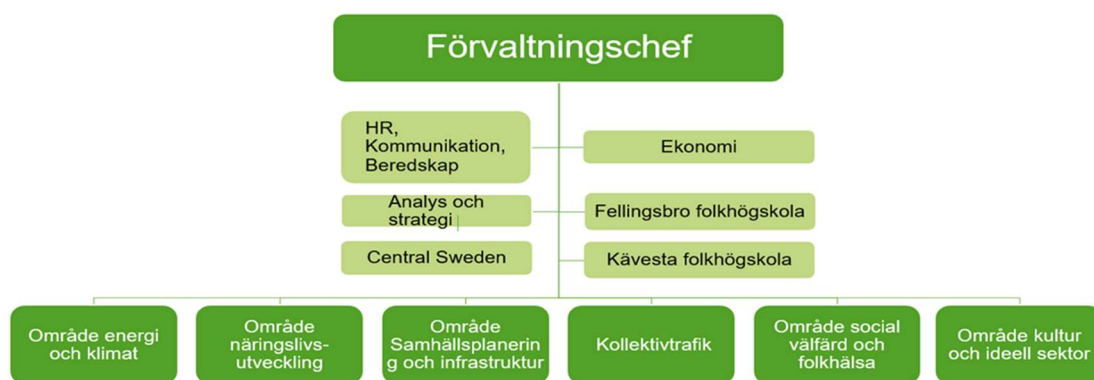 Förvaltningschef
HR,
Kommunikation,
Beredskap
Ekonomi
Analys och
strategi
Fellingsbro folkhögskola
Central Sweden
Kävesta folkhögskola
Område energi
och klimat
Område
näringslivs-
utveckling
Område
Samhällsplanerin
g och infrastruktur
Kollektivtrafik
Område social
välfärd och
folkhälsa
Område kultur
och ideell sektor